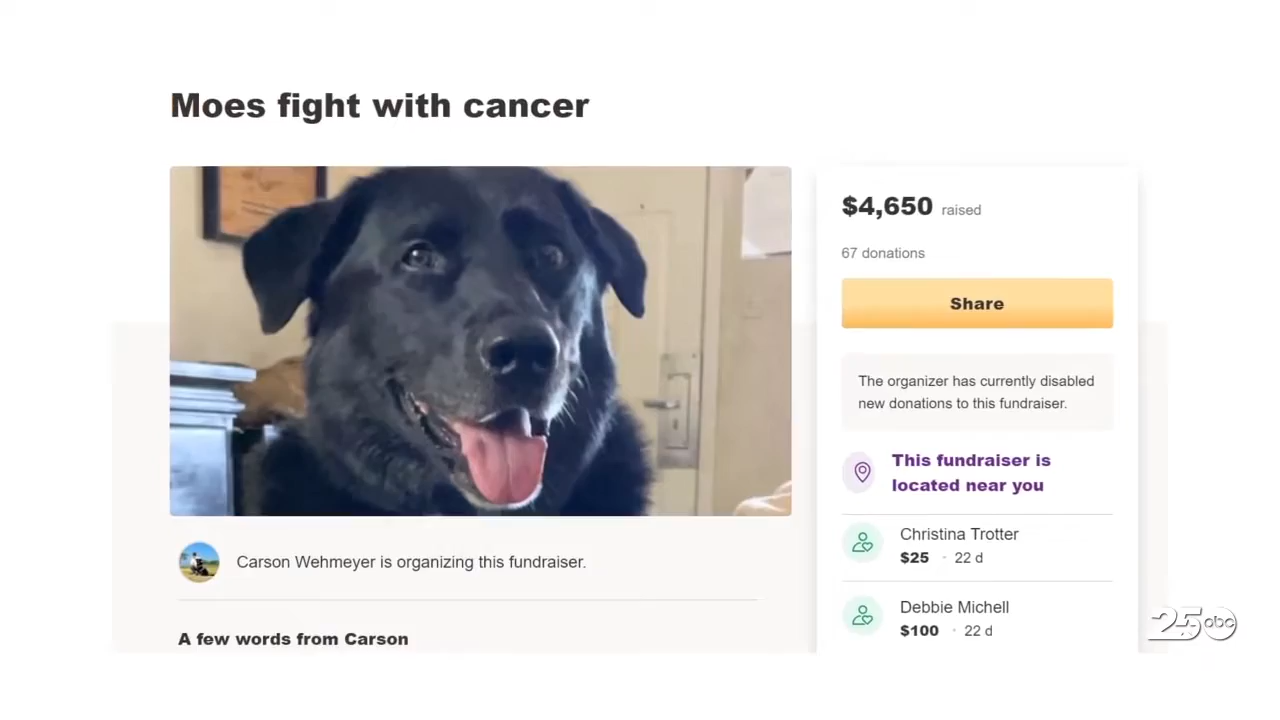 Moes fight with cancer
$4,650 raised
67 donations
Share
The organizer has currently disabled
new donations to this fundraiser.
This fundraiser is
located near you
Christina Trotter
$25 · 22 d
Debbie Michell
$100 · 22 d
Carson Wehmeyer is organizing this fundraiser.
A few words from Carson
25 abc